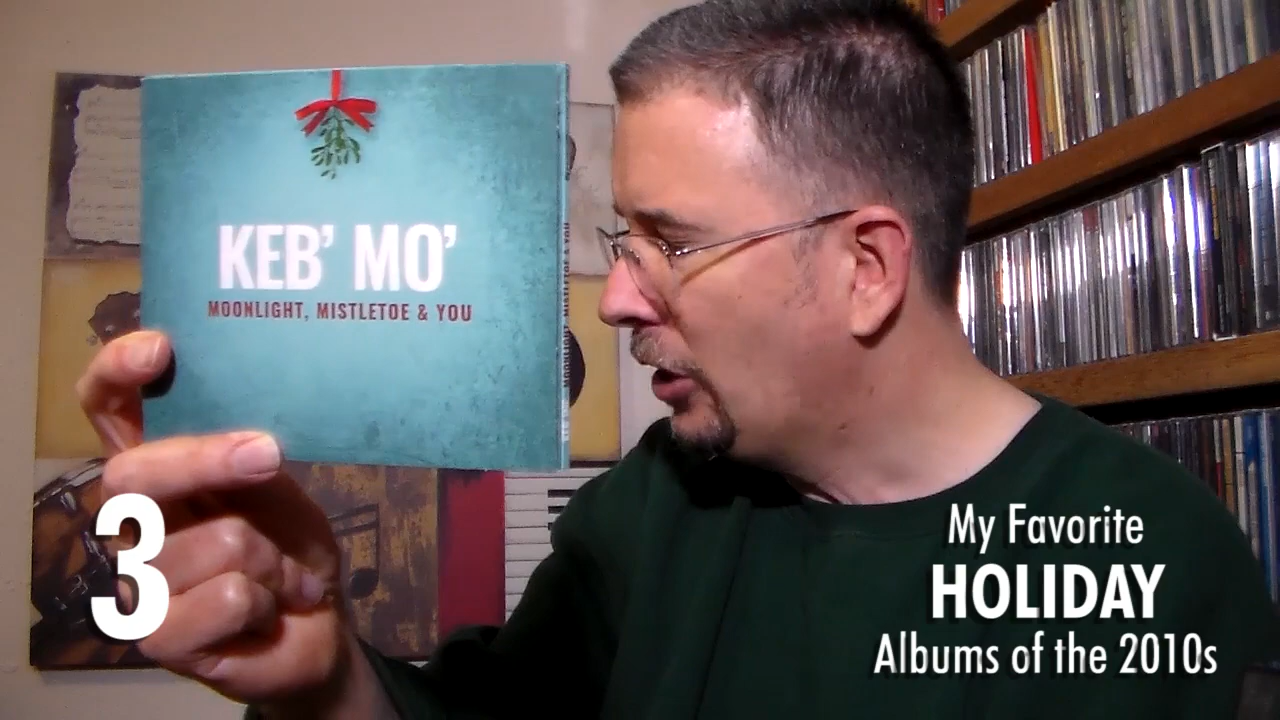 KEB' MO'
MOONLIGHT, MISTLETOE & YOU
3
My Favorite
HOLIDAY
Albums of the 2010s